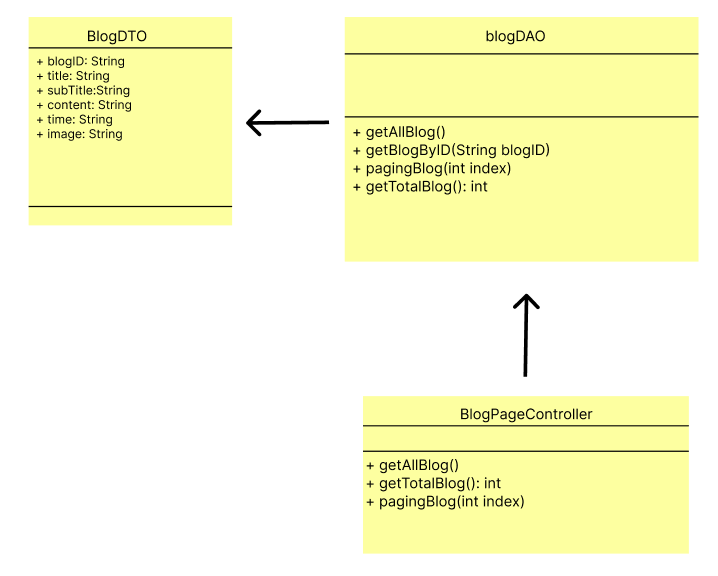 BlogDTO
+ blogID: String
+ title: String
+ subTitle:String
+ content: String
+ time: String
+ image: String
blogDAO
+ getAllBlog()
+ getBlogByID(String blogID)
+ pagingBlog(int index)
+ getTotalBlog(): int
BlogPageController
+ getAllBlog()
+ getTotalBlog(): int
+ pagingBlog(int index)